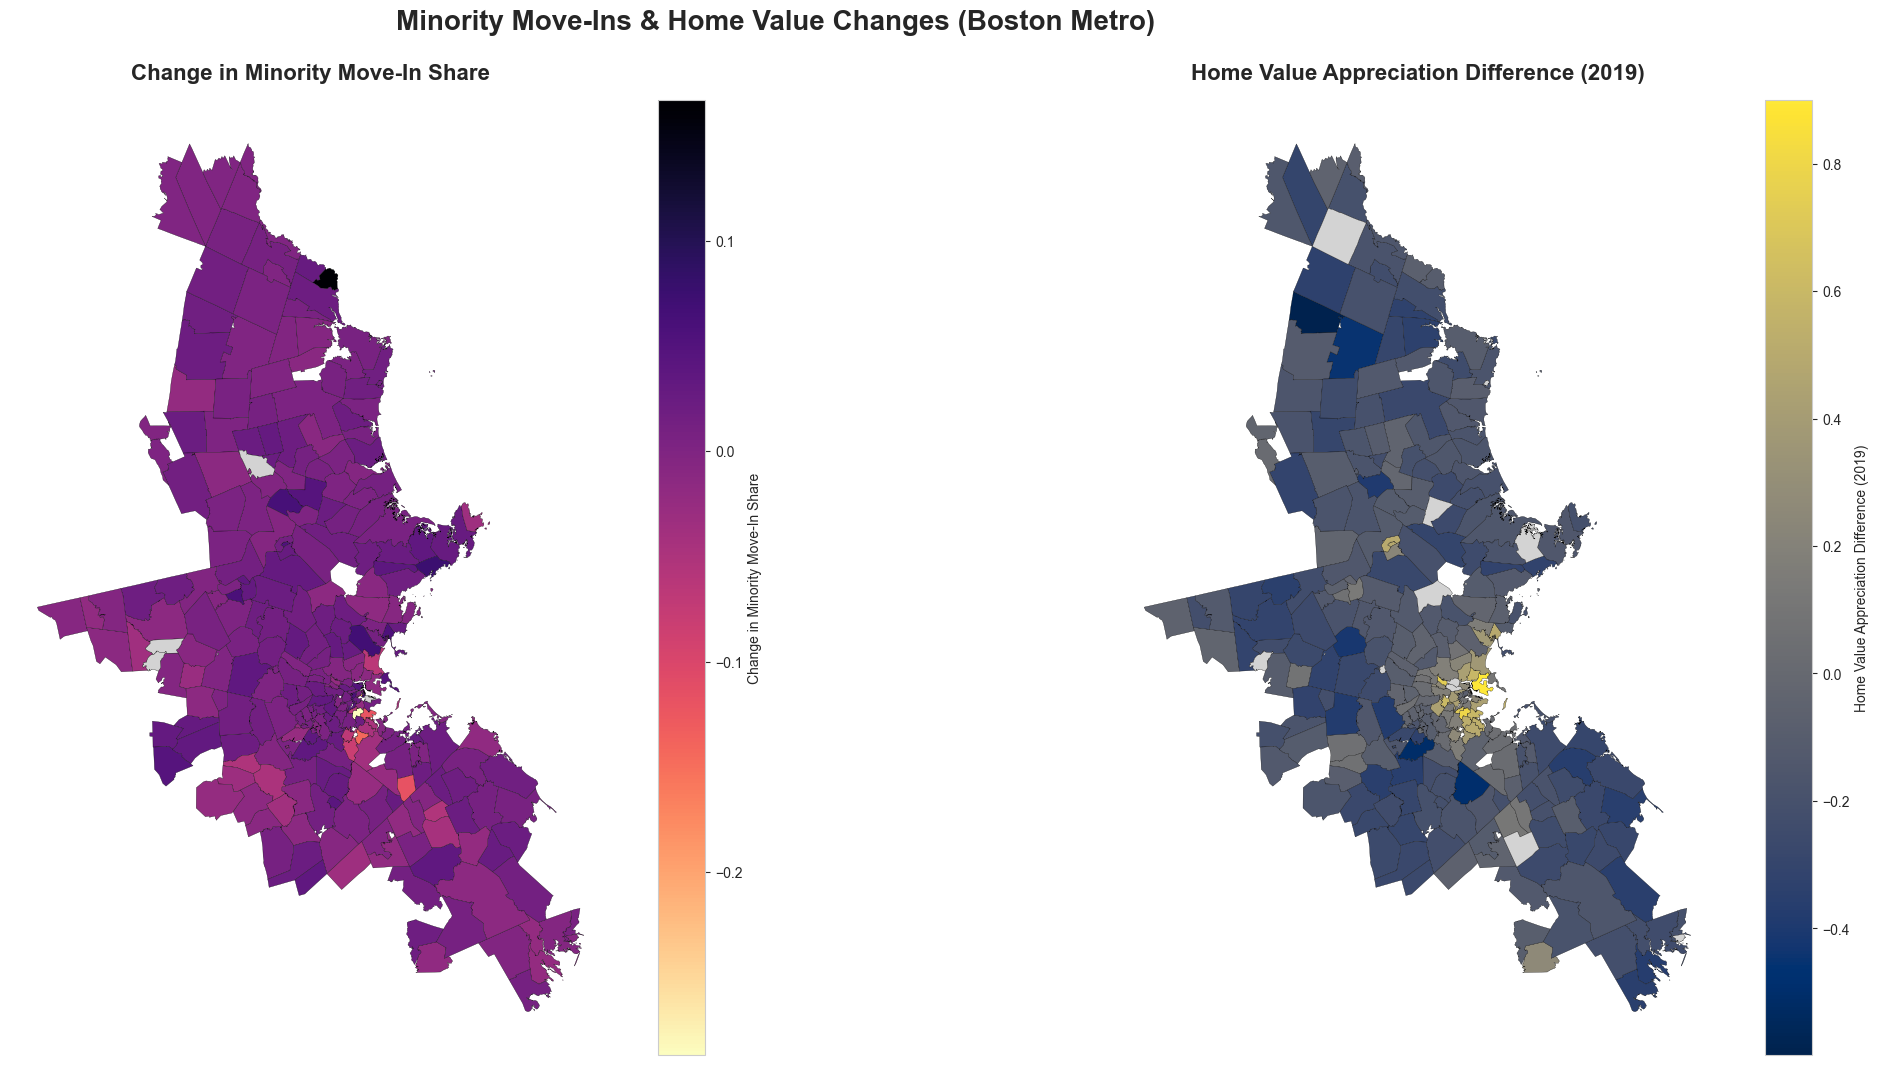 Minority Move-Ins & Home Value Changes (Boston Metro)
Change in Minority Move-In Share
0.1
0.0
−0.1
−0.2
Change in Minority Move-In Share
Home Value Appreciation Difference (2019)
0.8
0.6
0.4
0.2
0.0
−0.2
−0.4
Home Value Appreciation Difference (2019)